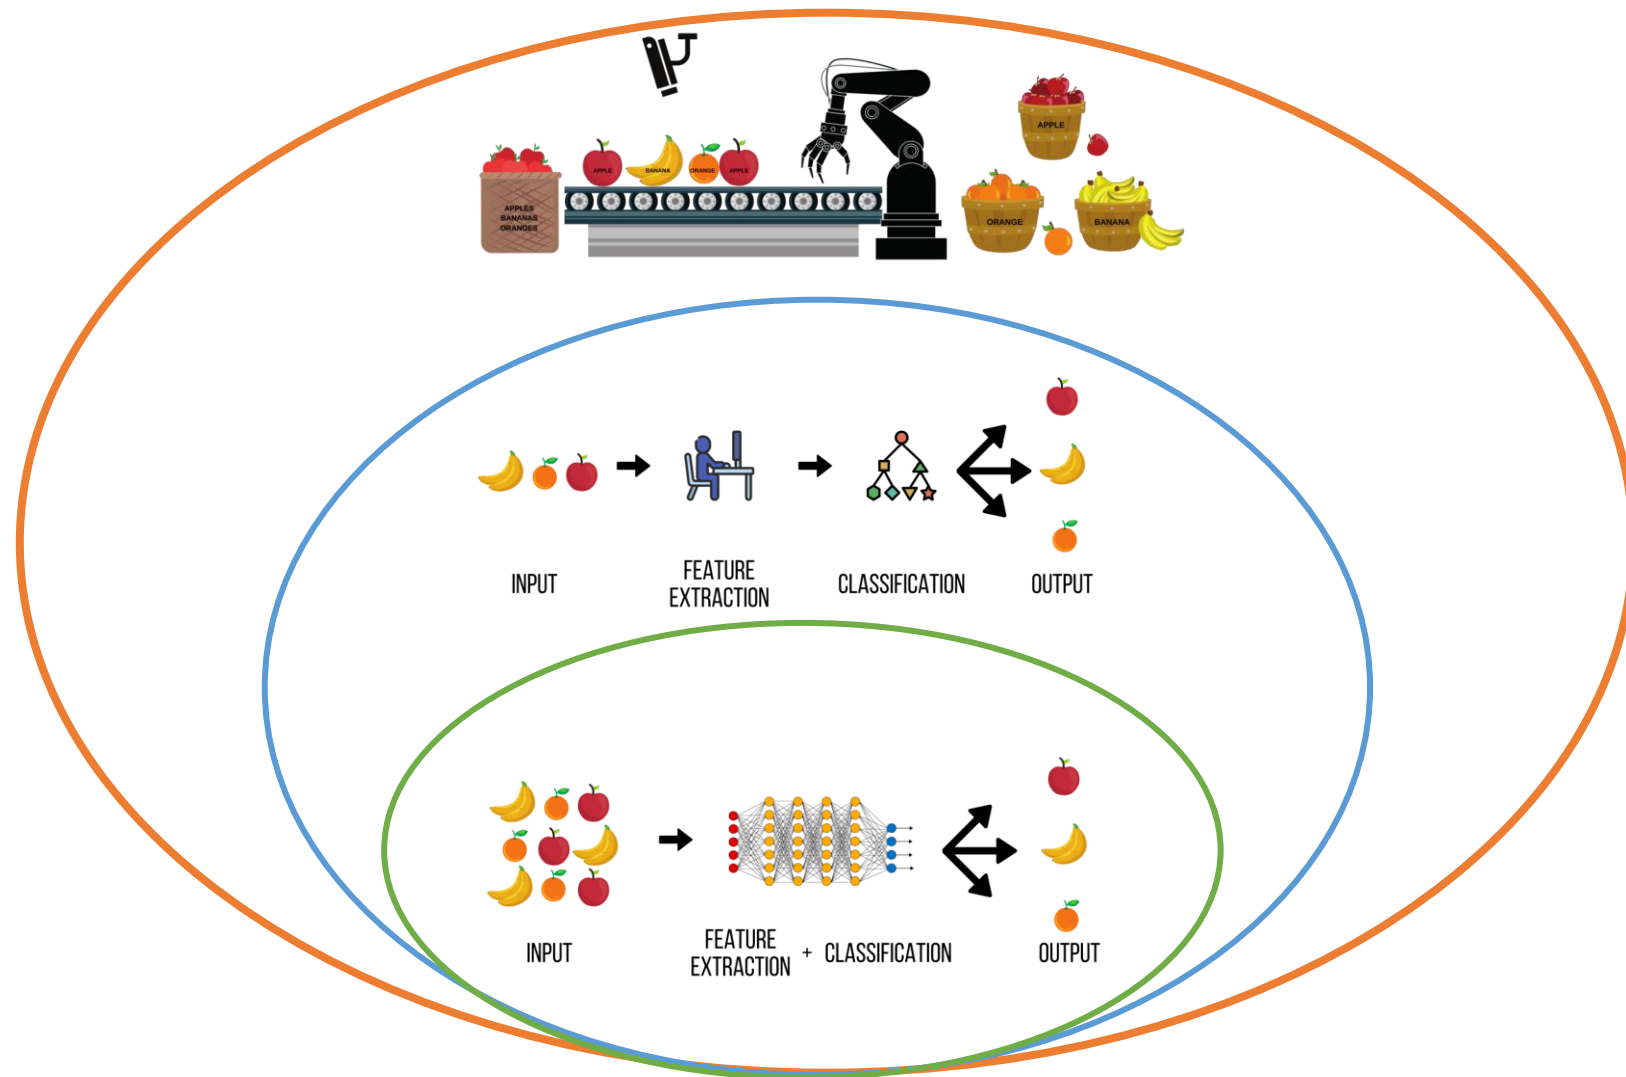 APPLE
APPLE
BANANA
ORANGE
APPLE
APPLES
BANANAS
ORANGES
ORANGE
BANANA
INPUT
FEATURE
EXTRACTION
CLASSIFICATION
OUTPUT
INPUT
FEATURE
EXTRACTION + CLASSIFICATION
OUTPUT